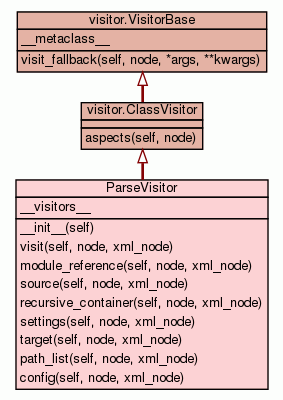 visitor.VisitorBase
__metaclass__
visit_fallback(self, node, *args, **kwargs)
visitor.ClassVisitor
aspects(self, node)
ParseVisitor
__visitors__
__init__(self)
visit(self, node, xml_node)
module_reference(self, node, xml_node)
source(self, node, xml_node)
recursive_container(self, node, xml_node)
settings(self, node, xml_node)
target(self, node, xml_node)
path_list(self, node, xml_node)
config(self, node, xml_node)